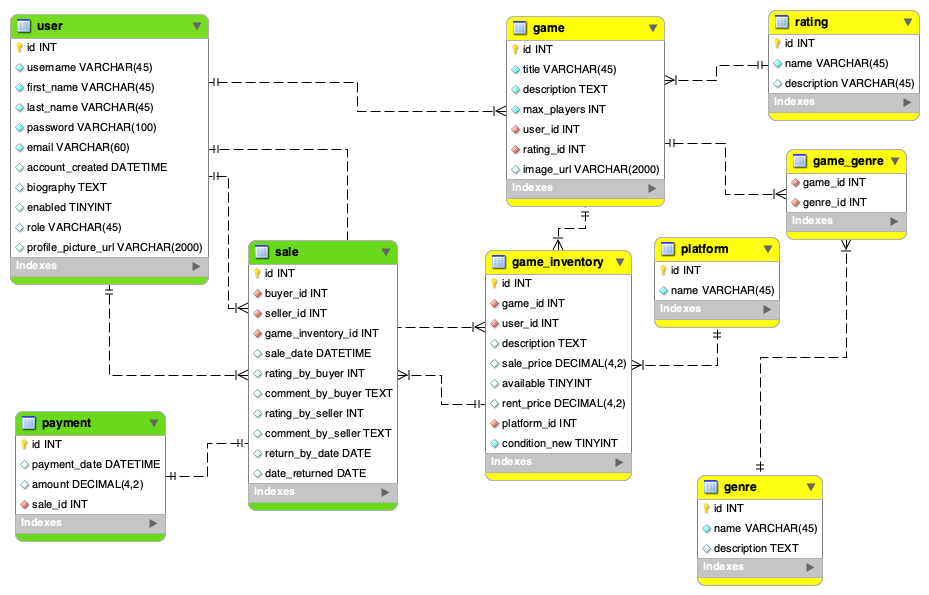 user
id INT
username VARCHAR(45)
first_name VARCHAR(45)
last_name VARCHAR(45)
password VARCHAR(100)
email VARCHAR(60)
account_created DATETIME
biography TEXT
enabled TINYINT
role VARCHAR(45)
profile_picture_url VARCHAR(2000)
Indexes
game
id INT
title VARCHAR(45)
description TEXT
max_players INT
user_id INT
rating_id INT
image_url VARCHAR(2000)
Indexes
rating
id INT
name VARCHAR(45)
description VARCHAR(45)
Indexes
game_genre
game_id INT
genre_id INT
Indexes
sale
id INT
buyer_id INT
seller_id INT
game_inventory_id INT
sale_date DATETIME
rating_by_buyer INT
comment_by_buyer TEXT
rating_by_seller INT
comment_by_seller TEXT
return_by_date DATE
date_returned DATE
Indexes
game_inventory
id INT
game_id INT
user_id INT
description TEXT
sale_price DECIMAL(4,2)
available TINYINT
rent_price DECIMAL(4,2)
platform_id INT
condition_new TINYINT
Indexes
platform
id INT
name VARCHAR(45)
Indexes
payment
id INT
payment_date DATETIME
amount DECIMAL(4,2)
sale_id INT
Indexes
genre
id INT
name VARCHAR(45)
description TEXT
Indexes